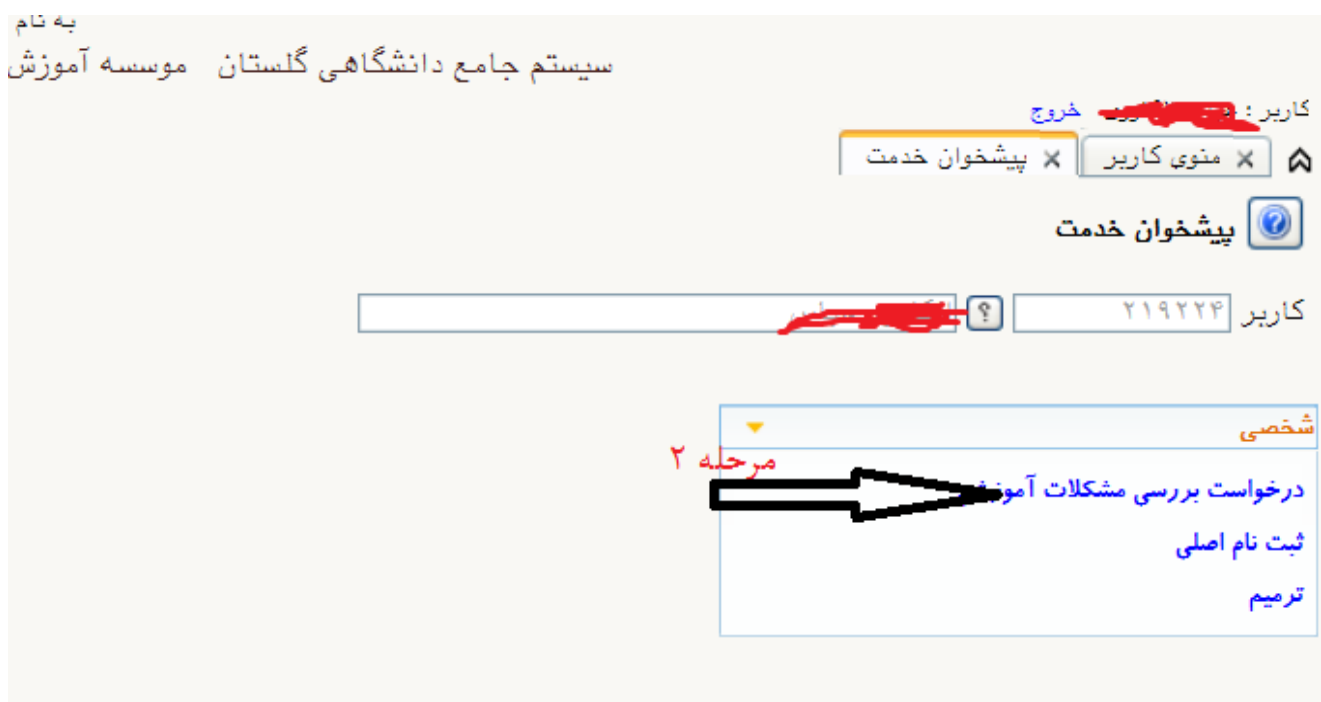 به نام
سیستم جامع دانشگاهی گلستان موسسه آموزش
کاربر : خروج
منوی کاربر پیشخوان خدمت
پیشخوان خدمت
کاربر ۲۱۹۲۲۴ ؟
شخصی
مرحله ۲
درخواست بررسی مشکلات
ثبت نام اصلی
ترمیم